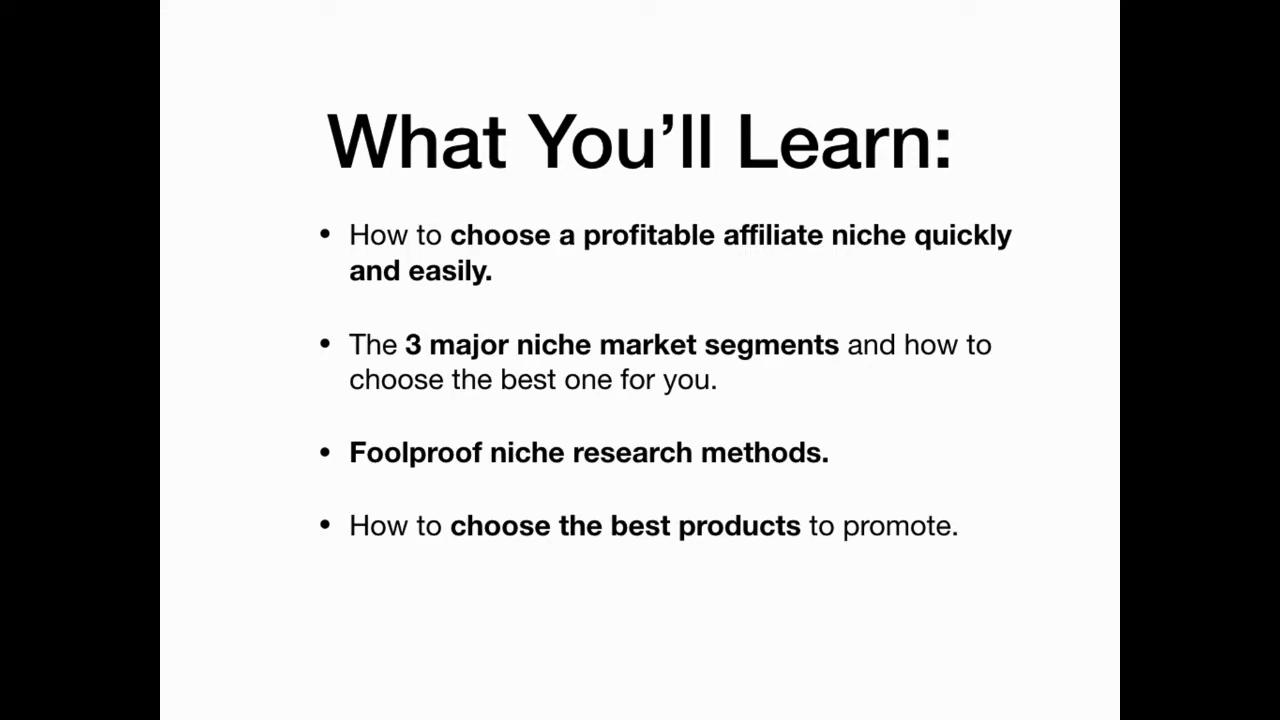 What You’ll Learn:
• How to choose a profitable affiliate niche quickly
and easily.
• The 3 major niche market segments and how to
choose the best one for you.
• Foolproof niche research methods.
• How to choose the best products to promote.